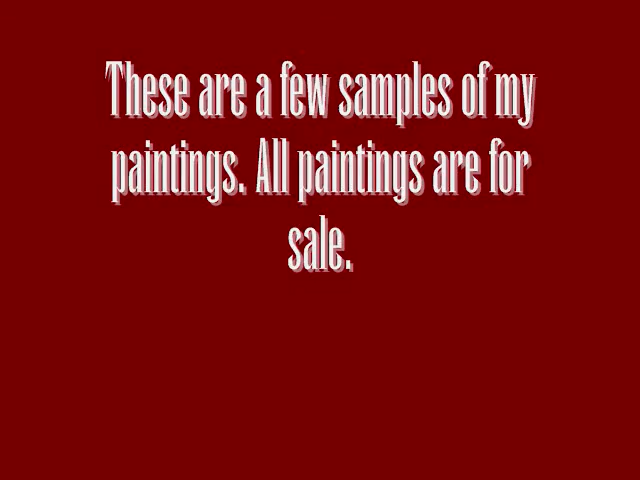 These are a few samples of my
paintings. All paintings are for
sale.